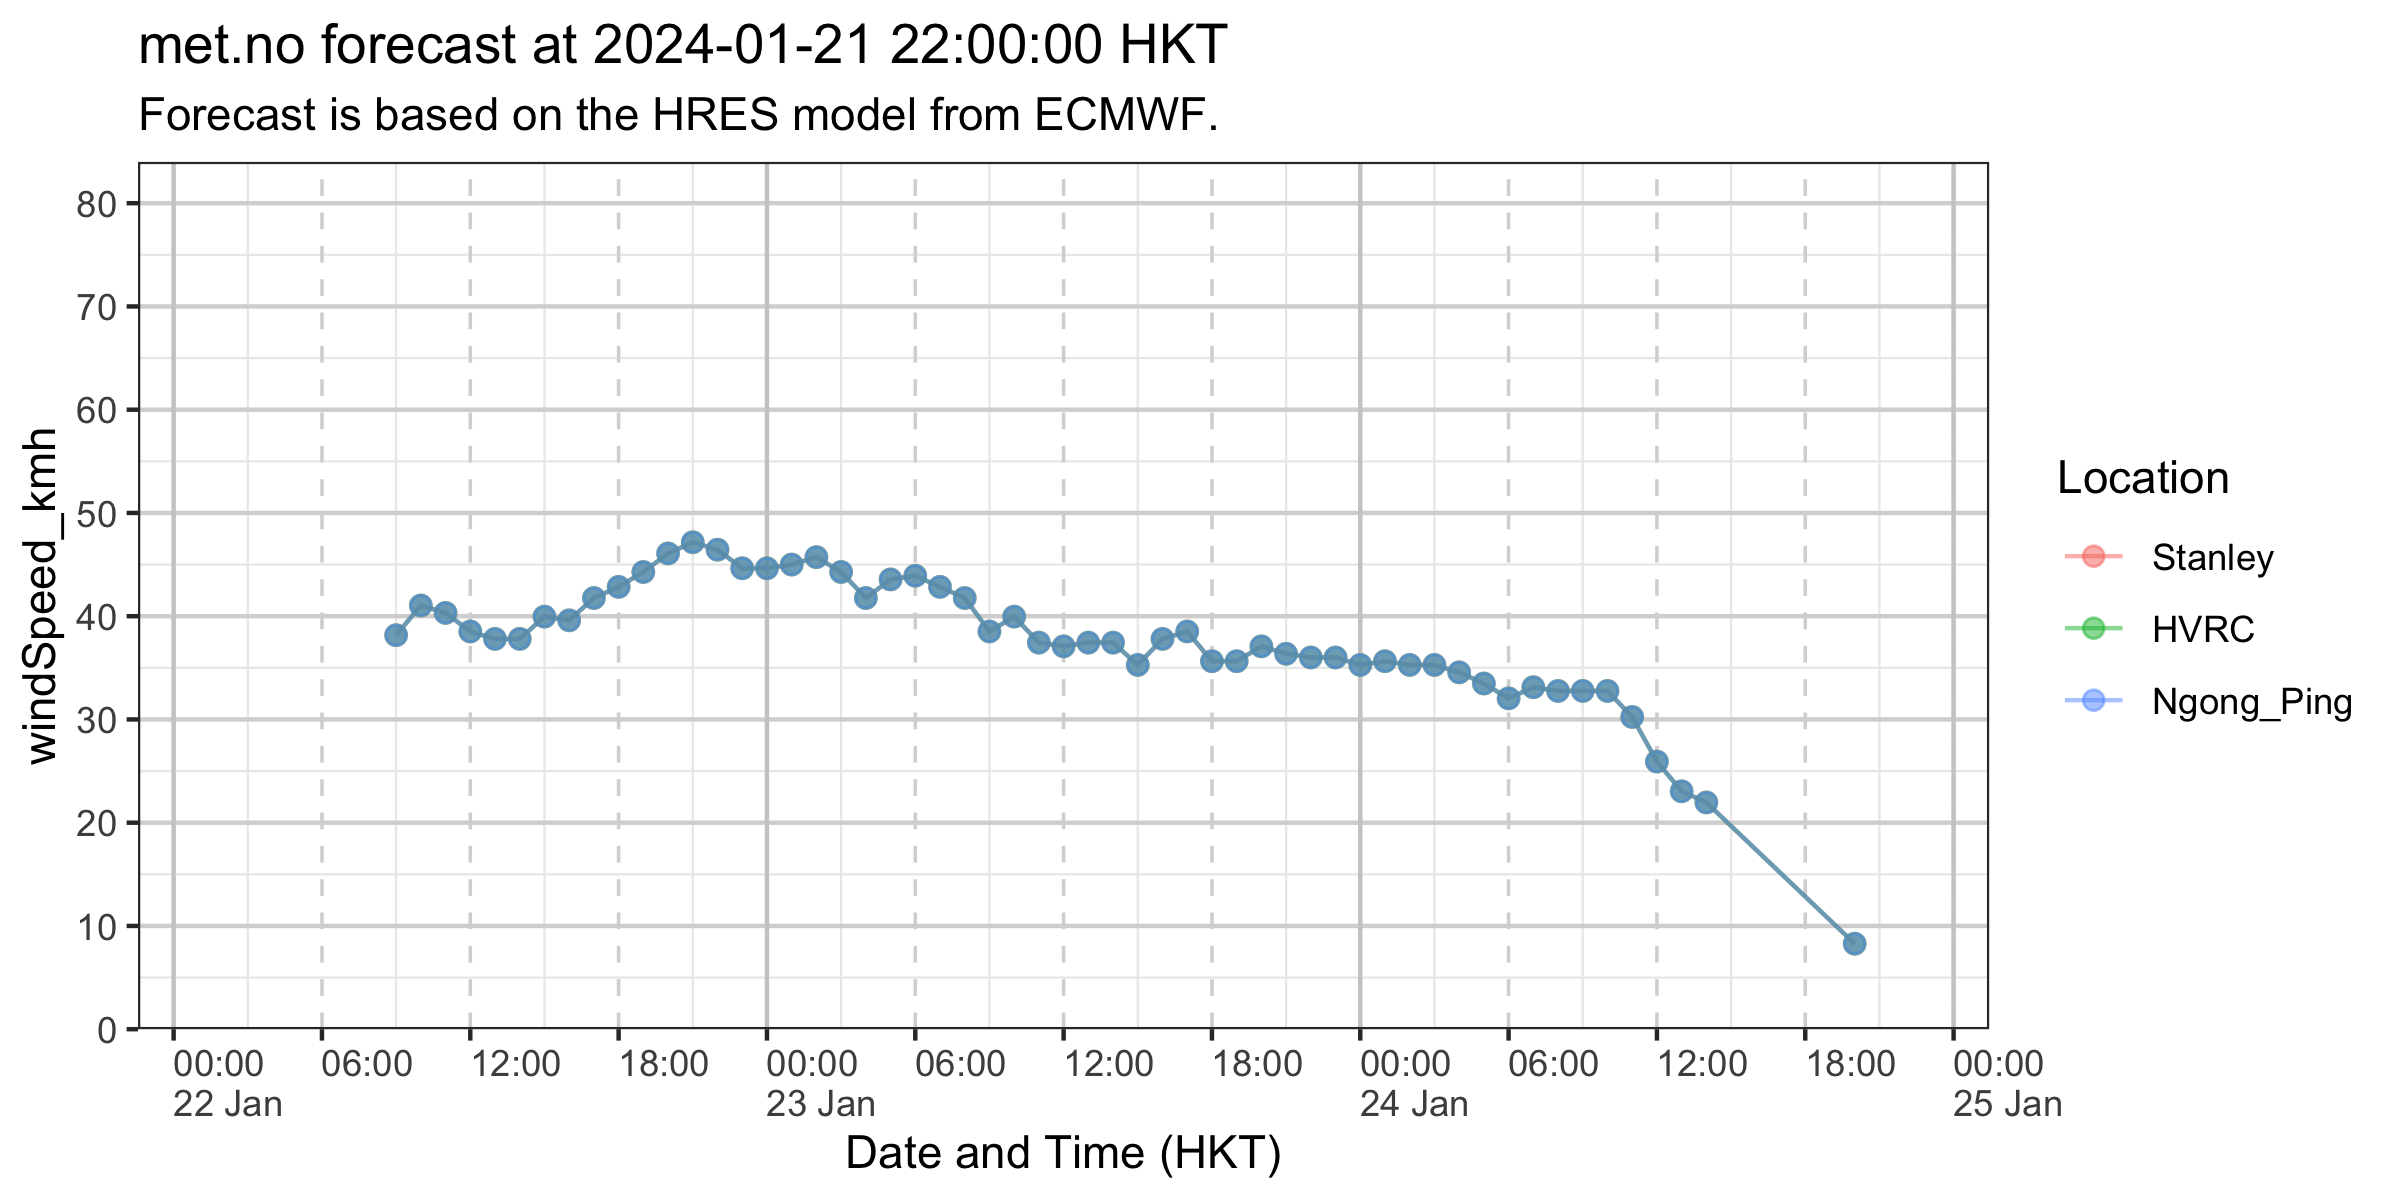 met.no forecast at 2024-01-21 22:00:00 HKT
Forecast is based on the HRES model from ECMWF.
windSpeed_kmh
80
70
60
50
40
30
20
10
0
00:00 06:00 12:00 18:00 00:00 06:00 12:00 18:00 00:00 06:00 12:00 18:00 00:00
22 Jan 23 Jan 24 Jan 25 Jan
Date and Time (HKT)
Location
Stanley
HVRC
Ngong_Ping